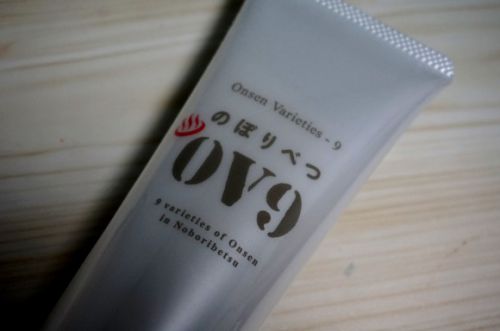 Onsen Varieties - 9
のぼりべつ
OV9
9 varieties of Onsen
in Noboribetsu